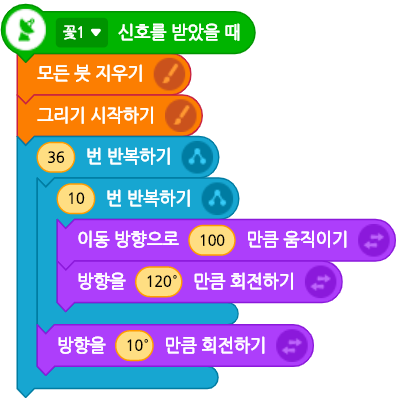 꽃1 ▼ 신호를 받았을 때
모든 붓 지우기
그리기 시작하기
36 번 반복하기
10 번 반복하기
이동 방향으로 100 만큼 움직이기
방향을 120° 만큼 회전하기
방향을 10° 만큼 회전하기